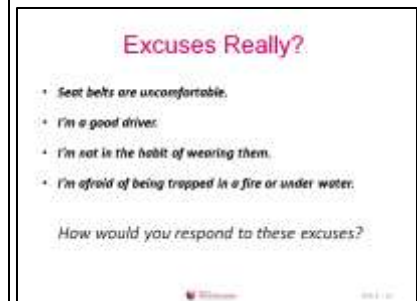 Excuses Really?
• Seat belts are uncomfortable.
• I'm a good driver.
• I'm not in the habit of wearing them.
• I'm afraid of being trapped in a fire or under water.
How would you respond to these excuses?